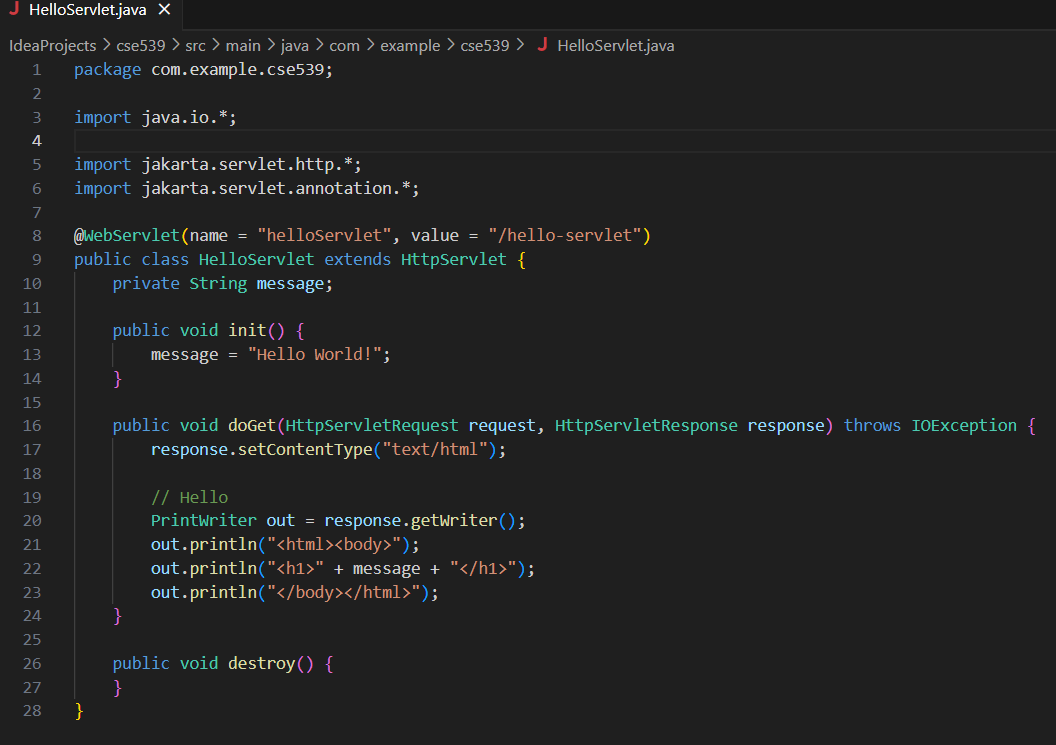 HelloServlet.java
IdeaProjects > cse539 > src > main > java > com > example > cse539 > HelloServlet.java
1 package com.example.cse539;
2
3 import java.io.*;
4
5 import jakarta.servlet.http.*;
6 import jakarta.servlet.annotation.*;
7
8 @WebServlet(name = "helloServlet", value = "/hello-servlet")
9 public class HelloServlet extends HttpServlet {
10     private String message;
11
12     public void init() {
13         message = "Hello World!";
14     }
15
16     public void doGet(HttpServletRequest request, HttpServletResponse response) throws IOException {
17         response.setContentType("text/html");
18
19         // Hello
20         PrintWriter out = response.getWriter();
21         out.println("<html><body>");
22         out.println("<h1>" + message + "</h1>");
23         out.println("</body></html>");
24     }
25
26     public void destroy() {
27     }
28 }